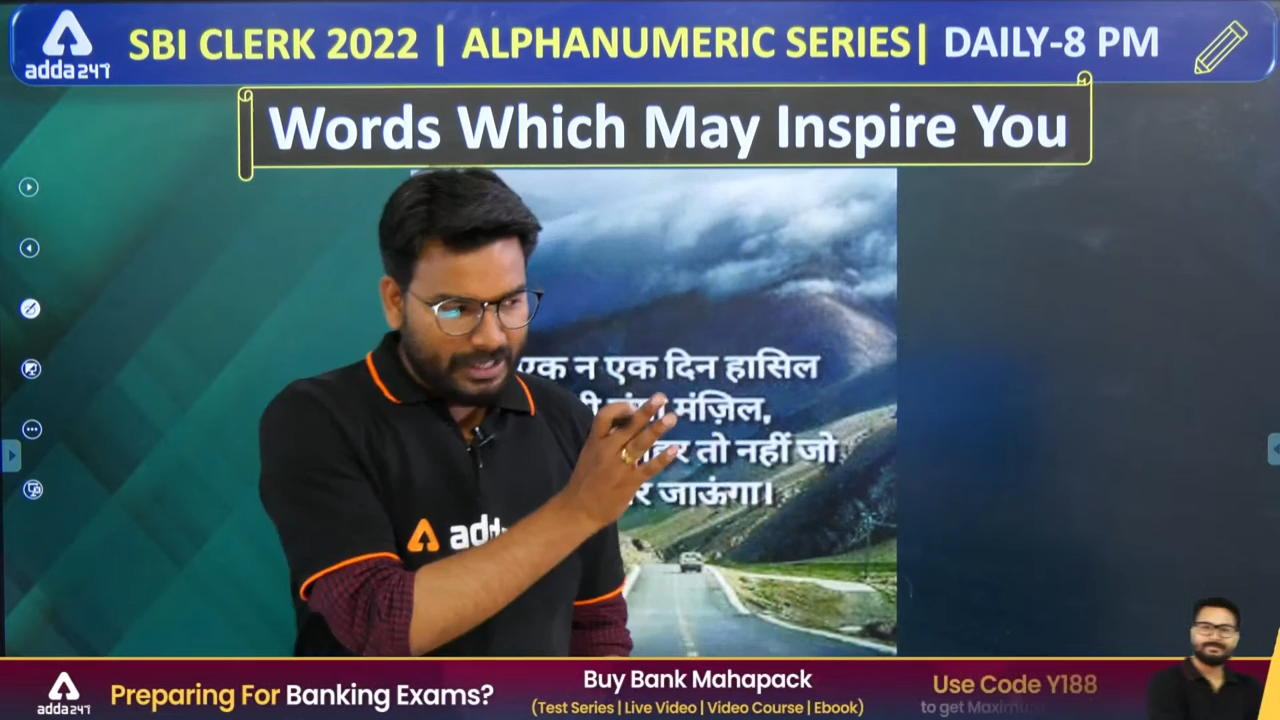 adda247
SBI CLERK 2022 | ALPHANUMERIC SERIES| DAILY-8 PM
Words Which May Inspire You
एक न एक दिन हासिल
मंज़िल,
तो नहीं जो
जाऊंगा।
adda247
Preparing For Banking Exams?
Buy Bank Mahapack
(Test Series | Live Video | Video Course | Ebook)
Use Code Y188
to get